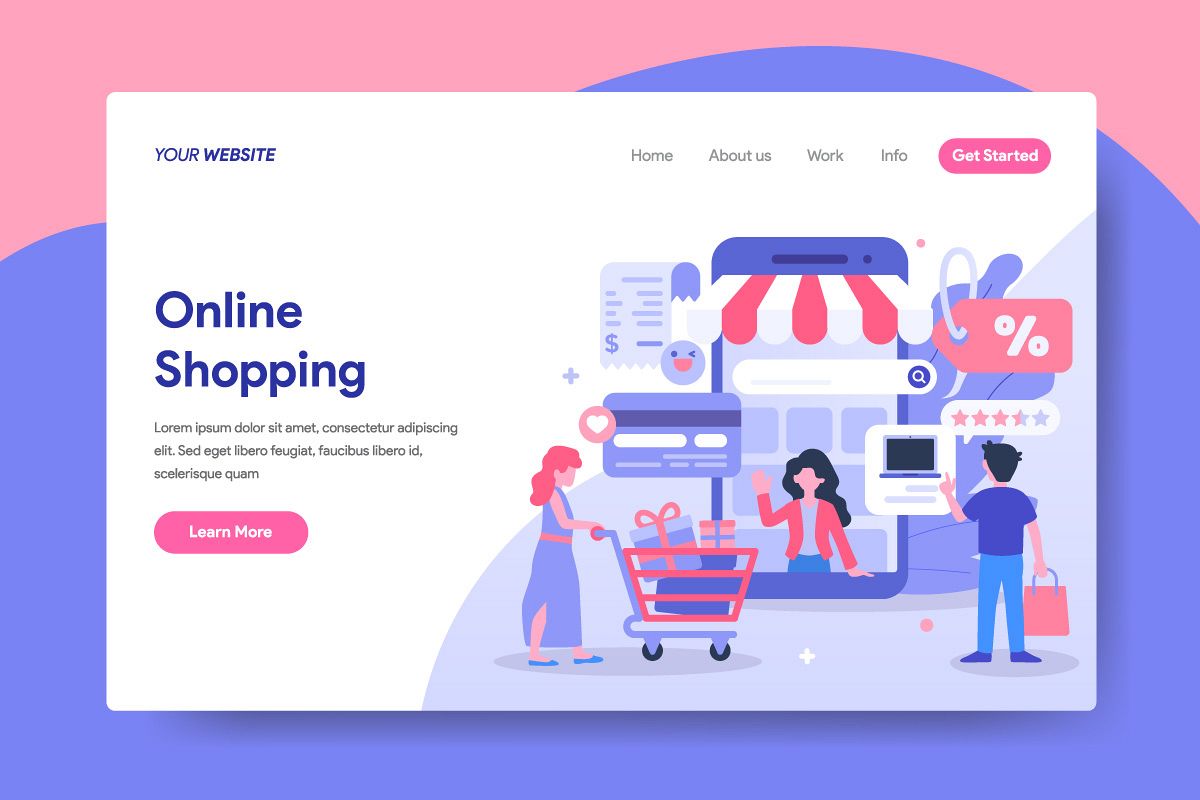 YOUR WEBSITE
Home About us Work Info Get Started
Online
Shopping
Lorem ipsum dolor sit amet, consectetur adipiscing
elit. Sed eget libero feugiat, faucibus libero id,
scelerisque quam
Learn More
$
%